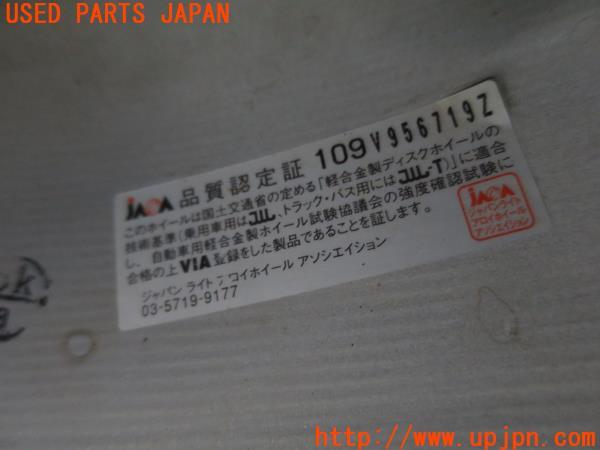 USED PARTS JAPAN
JAWA 品質認定証 109V956719Z
このホイールは国土交通省の定める「軽合金製ディスクホイールの
技術基準（乗用車用はJWL、トラック・バス用にはJWL-T）」に適合
し、自動車用軽合金製ホイール試験協議会の強度確認試験に
合格の上VIA登録をした製品であることを証します。
ジャパン ライト アロイホイール アソシエイション
03-5719-9177
JAWA
ジャパンライト
アロイホイール
アソシエイション
http://www.upjpn.com/